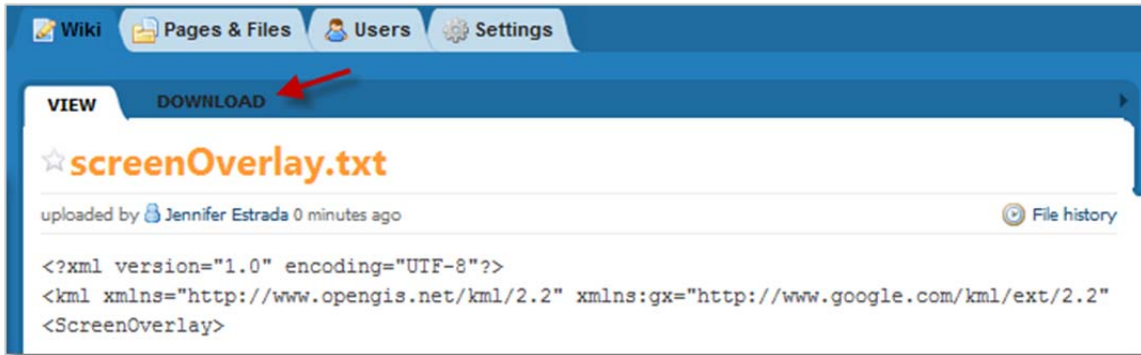 Wiki Pages & Files Users Settings
VIEW DOWNLOAD
screenOverlay.txt
uploaded by Jennifer Estrada 0 minutes ago File history
<?xml version="1.0" encoding="UTF-8"?>
<kml xmlns="http://www.opengis.net/kml/2.2" xmlns:gx="http://www.google.com/kml/ext/2.2"
<ScreenOverlay>